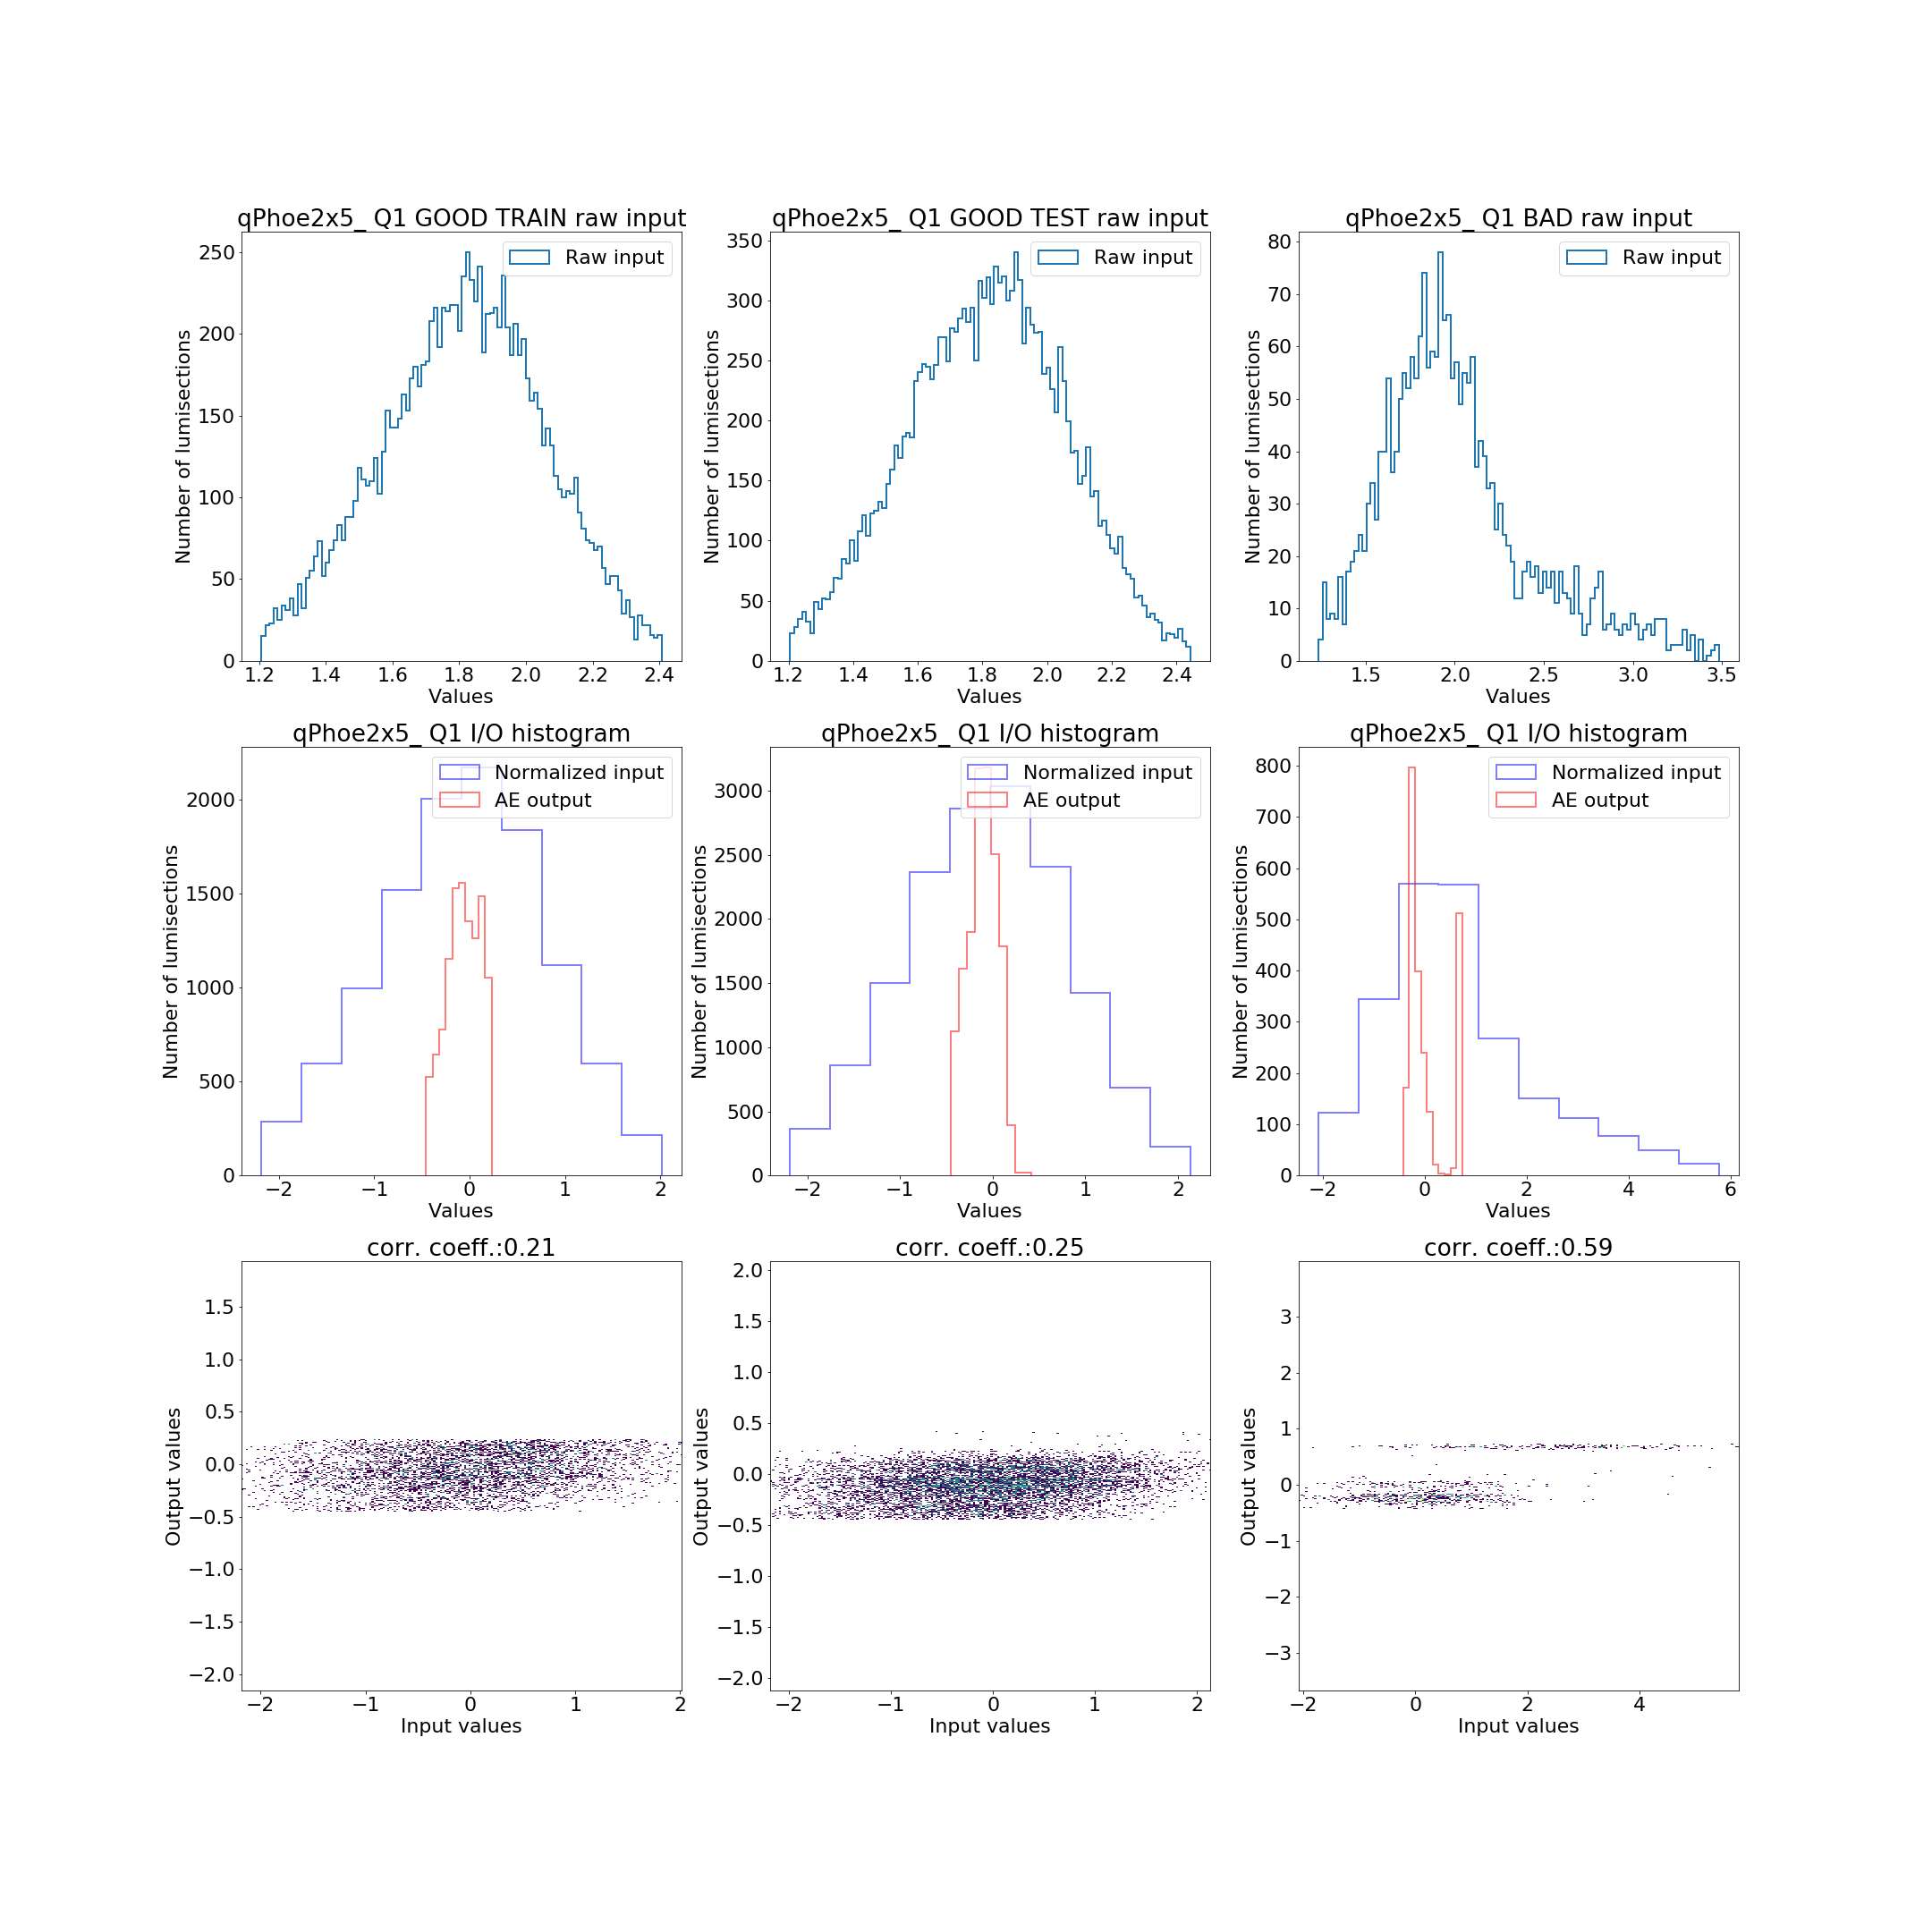 qPhoe2x5_ Q1 GOOD TRAIN raw input
qPhoe2x5_ Q1 GOOD TEST raw input
qPhoe2x5_ Q1 BAD raw input
Raw input
Number of lumisections
250
200
150
100
50
0
1.2 1.4 1.6 1.8 2.0 2.2 2.4
Values
Raw input
Number of lumisections
350
300
250
200
150
100
50
0
1.2 1.4 1.6 1.8 2.0 2.2 2.4
Values
Raw input
Number of lumisections
80
70
60
50
40
30
20
10
0
1.5 2.0 2.5 3.0 3.5
Values
qPhoe2x5_ Q1 I/O histogram
Normalized input
AE output
Number of lumisections
2000
1500
1000
500
0
−2 −1 0 1 2
Values
qPhoe2x5_ Q1 I/O histogram
Normalized input
AE output
Number of lumisections
3000
2500
2000
1500
1000
500
0
−2 −1 0 1 2
Values
qPhoe2x5_ Q1 I/O histogram
Normalized input
AE output
Number of lumisections
800
700
600
500
400
300
200
100
0
−2 0 2 4 6
Values
corr. coeff.:0.21
Output values
1.5
1.0
0.5
0.0
−0.5
−1.0
−1.5
−2.0
−2 −1 0 1 2
Input values
corr. coeff.:0.25
Output values
2.0
1.5
1.0
0.5
0.0
−0.5
−1.0
−1.5
−2.0
−2 −1 0 1 2
Input values
corr. coeff.:0.59
Output values
3
2
1
0
−1
−2
−3
−2 0 2 4
Input values